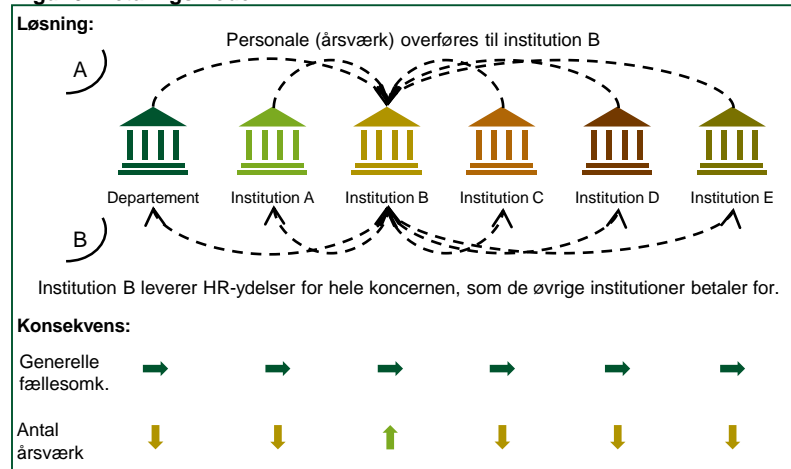 Løsning:
Personale (årsværk) overføres til institution B
A
Departement Institution A Institution B Institution C Institution D Institution E
B
Institution B leverer HR-ydelser for hele koncernen, som de øvrige institutioner betaler for.
Konsekvens:
Generelle
fællesomk.
Antal
årsværk